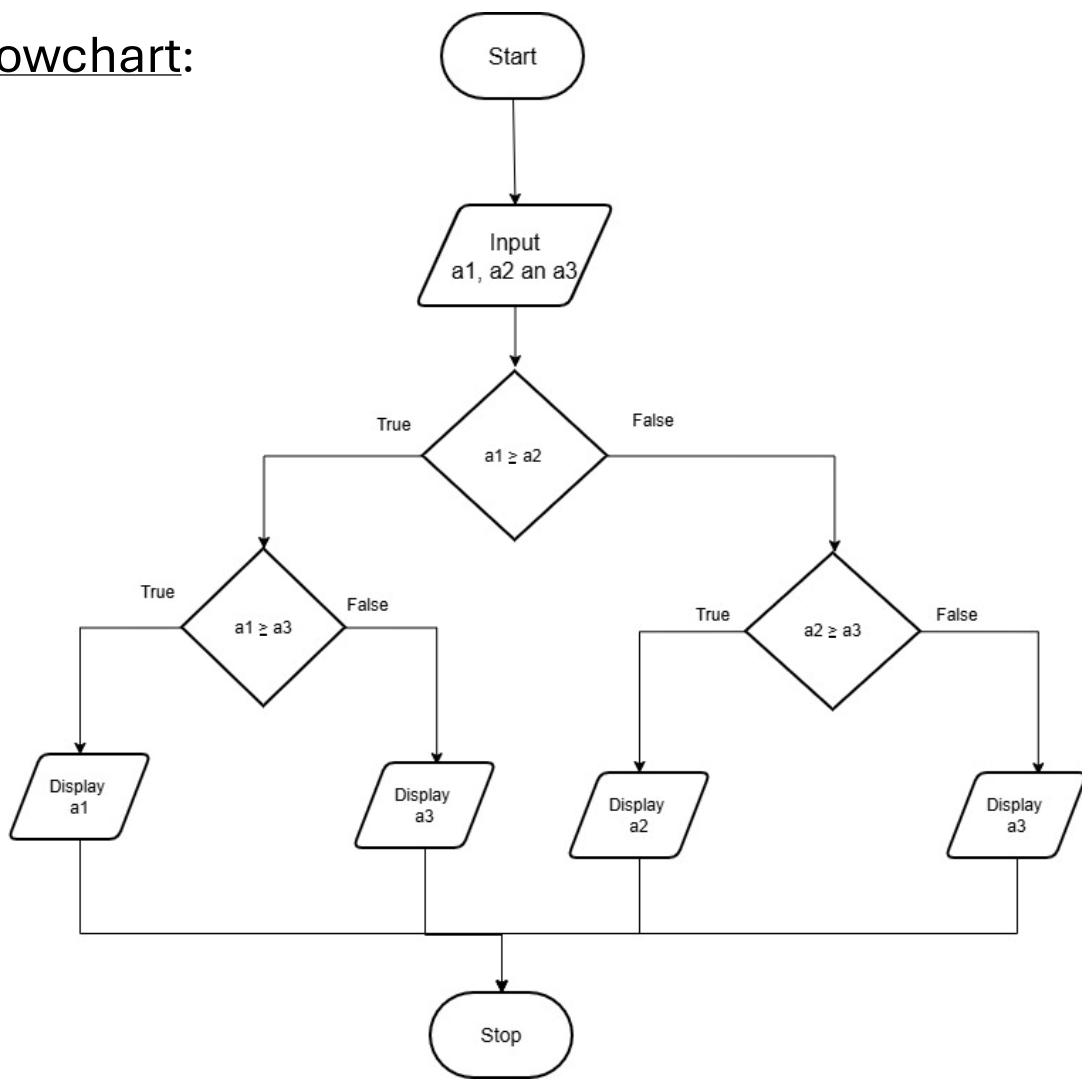 owchart:
Start
Input
a1, a2 an a3
True
False
a1 ≥ a2
True
False
a1 ≥ a3
True
False
a2 ≥ a3
Display
a1
Display
a3
Display
a2
Display
a3
Stop